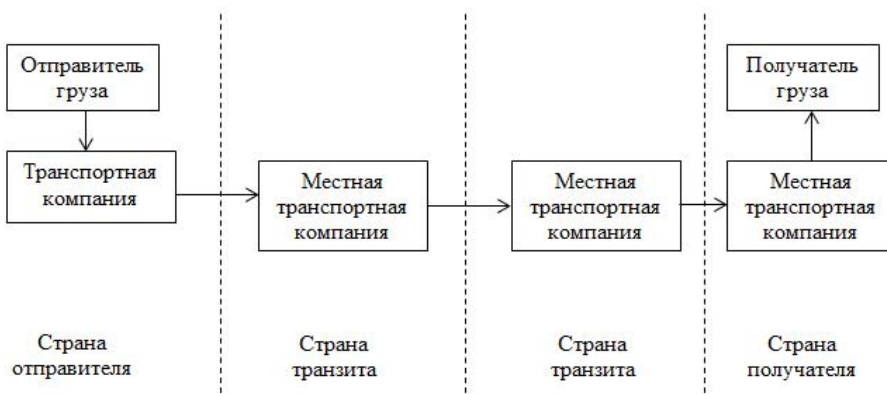 Отправитель
груза
Получатель
груза
Транспортная
компания
Местная
транспортная
компания
Местная
транспортная
компания
Местная
транспортная
компания
Страна
отправителя
Страна
транзита
Страна
транзита
Страна
получателя